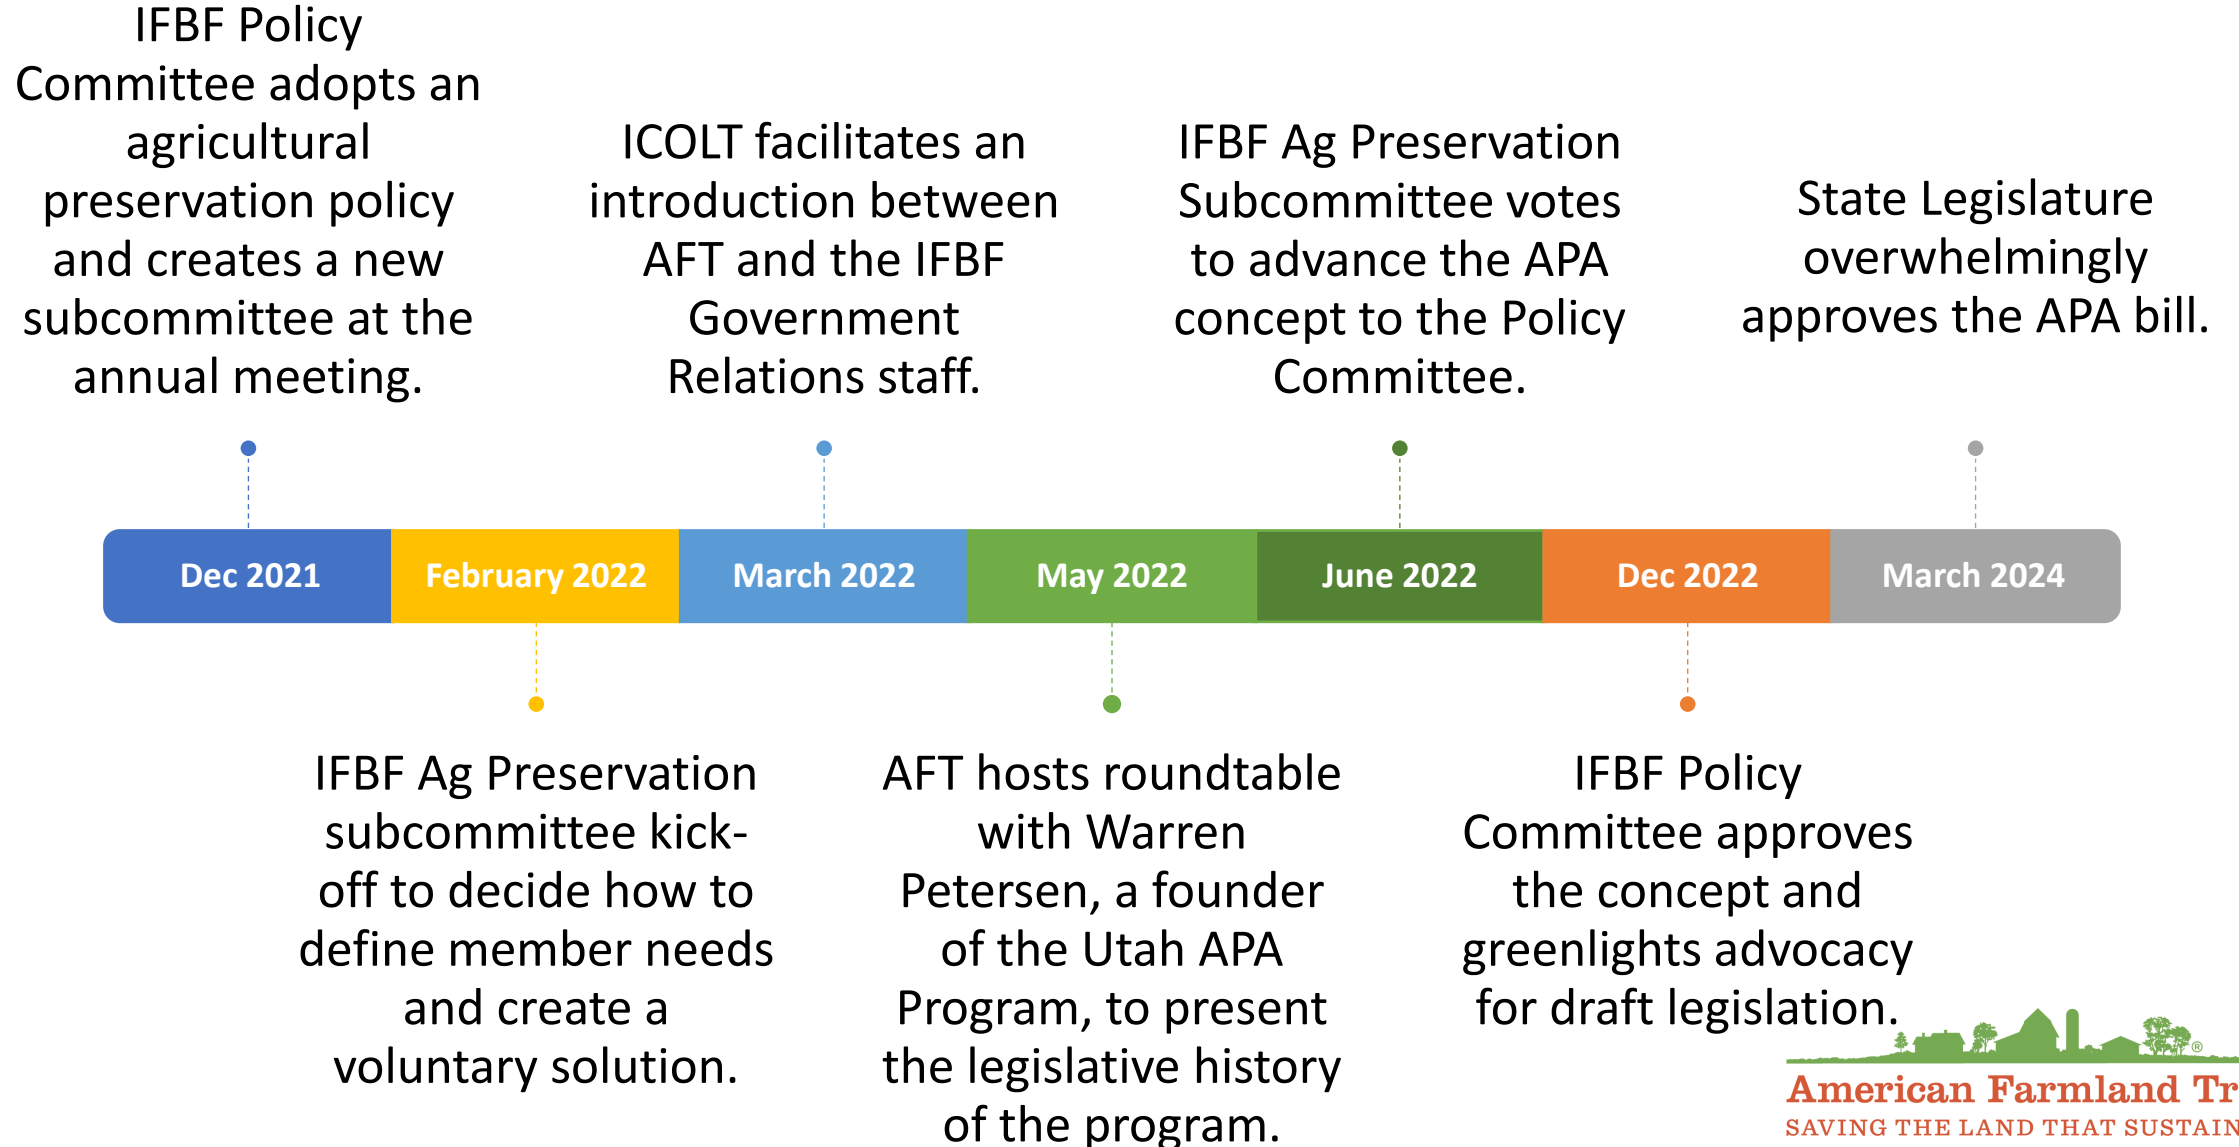 IFBF Policy
Committee adopts an
agricultural
preservation policy
and creates a new
subcommittee at the
annual meeting.
ICOLT facilitates an
introduction between
AFT and the IFBF
Government
Relations staff.
IFBF Ag Preservation
Subcommittee votes
to advance the APA
concept to the Policy
Committee.
State Legislature
overwhelmingly
approves the APA bill.
Dec 2021
February 2022
March 2022
May 2022
June 2022
Dec 2022
March 2024
IFBF Ag Preservation
subcommittee kick-
off to decide how to
define member needs
and create a
voluntary solution.
AFT hosts roundtable
with Warren
Petersen, a founder
of the Utah APA
Program, to present
the legislative history
of the program.
IFBF Policy
Committee approves
the concept and
greenlights advocacy
for draft legislation.
®
American Farmland Tr
SAVING THE LAND THAT SUSTAIN